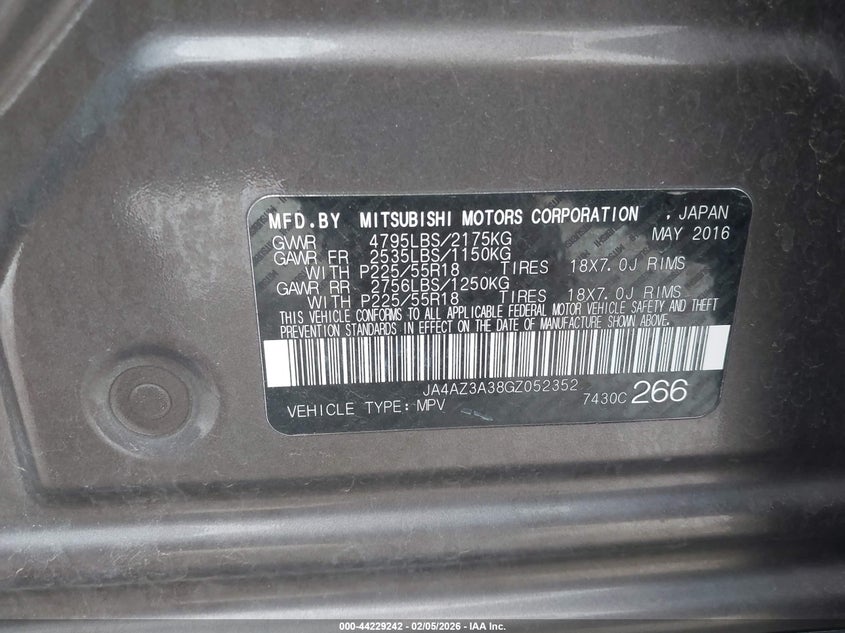 MFD.BY MITSUBISHI MOTORS CORPORATION , JAPAN
GVWR 4795LBS/2175KG MAY 2016
GAWR FR 2535LBS/1150KG
WITH P225/55R18 TIRES 18X7.0J RIMS
GAWR RR 2756LBS/1250KG
WITH P225/55R18 TIRES 18X7.0J RIMS
THIS VEHICLE CONFORMS TO ALL APPLICABLE FEDERAL MOTOR VEHICLE SAFETY AND THEFT
PREVENTION STANDARDS IN EFFECT ON THE DATE OF MANUFACTURE SHOWN ABOVE.
JA4AZ3A38GZ052352
VEHICLE TYPE: MPV 7430C 266
000-44229242 - 02/05/2026 - IAA Inc.